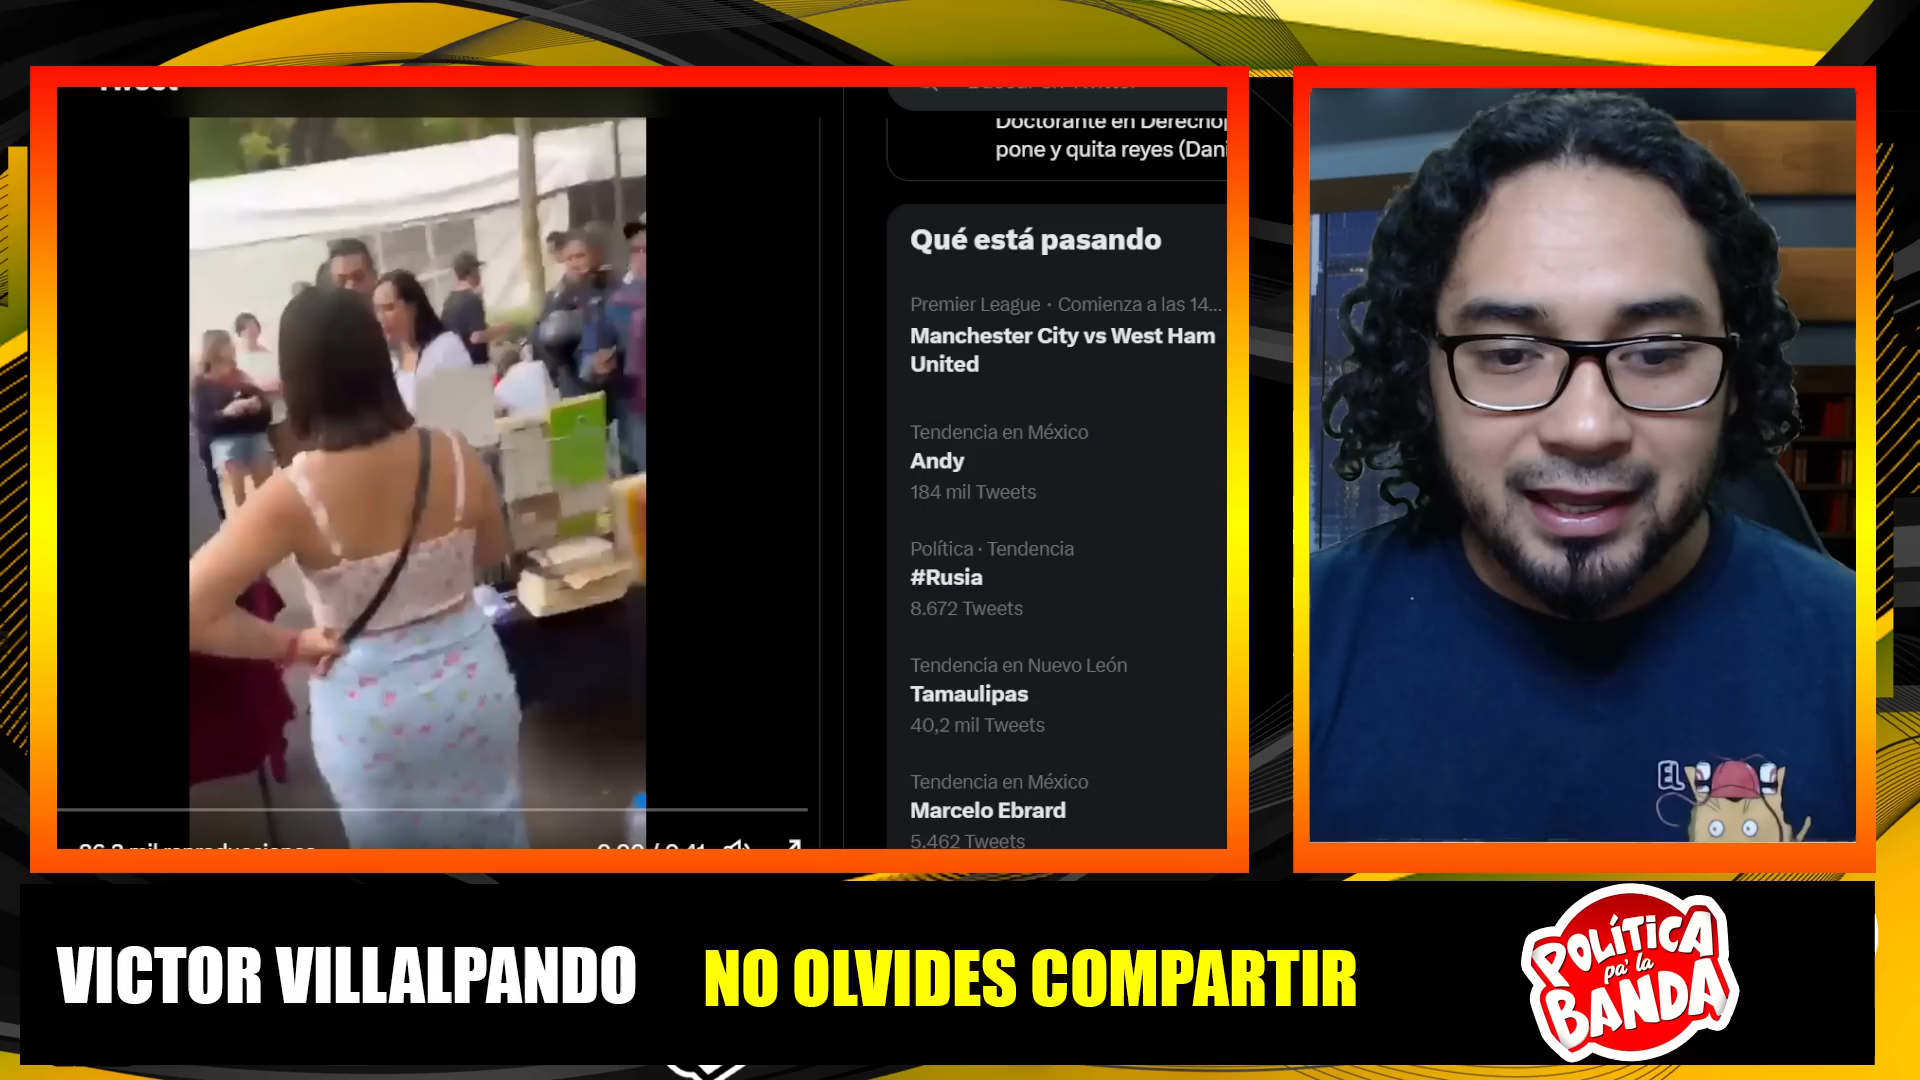 Tweet
Doctorante en Derecho
pone y quita reyes (Dani
Qué está pasando
Premier League · Comienza a las 14...
Manchester City vs West Ham
United
Tendencia en México
Andy
184 mil Tweets
Política · Tendencia
#Rusia
8.672 Tweets
Tendencia en Nuevo León
Tamaulipas
40,2 mil Tweets
Tendencia en México
Marcelo Ebrard
5.462 Tweets
EL
VICTOR VILLALPANDO
NO OLVIDES COMPARTIR
POLÍTICA
pa' la
BANDA